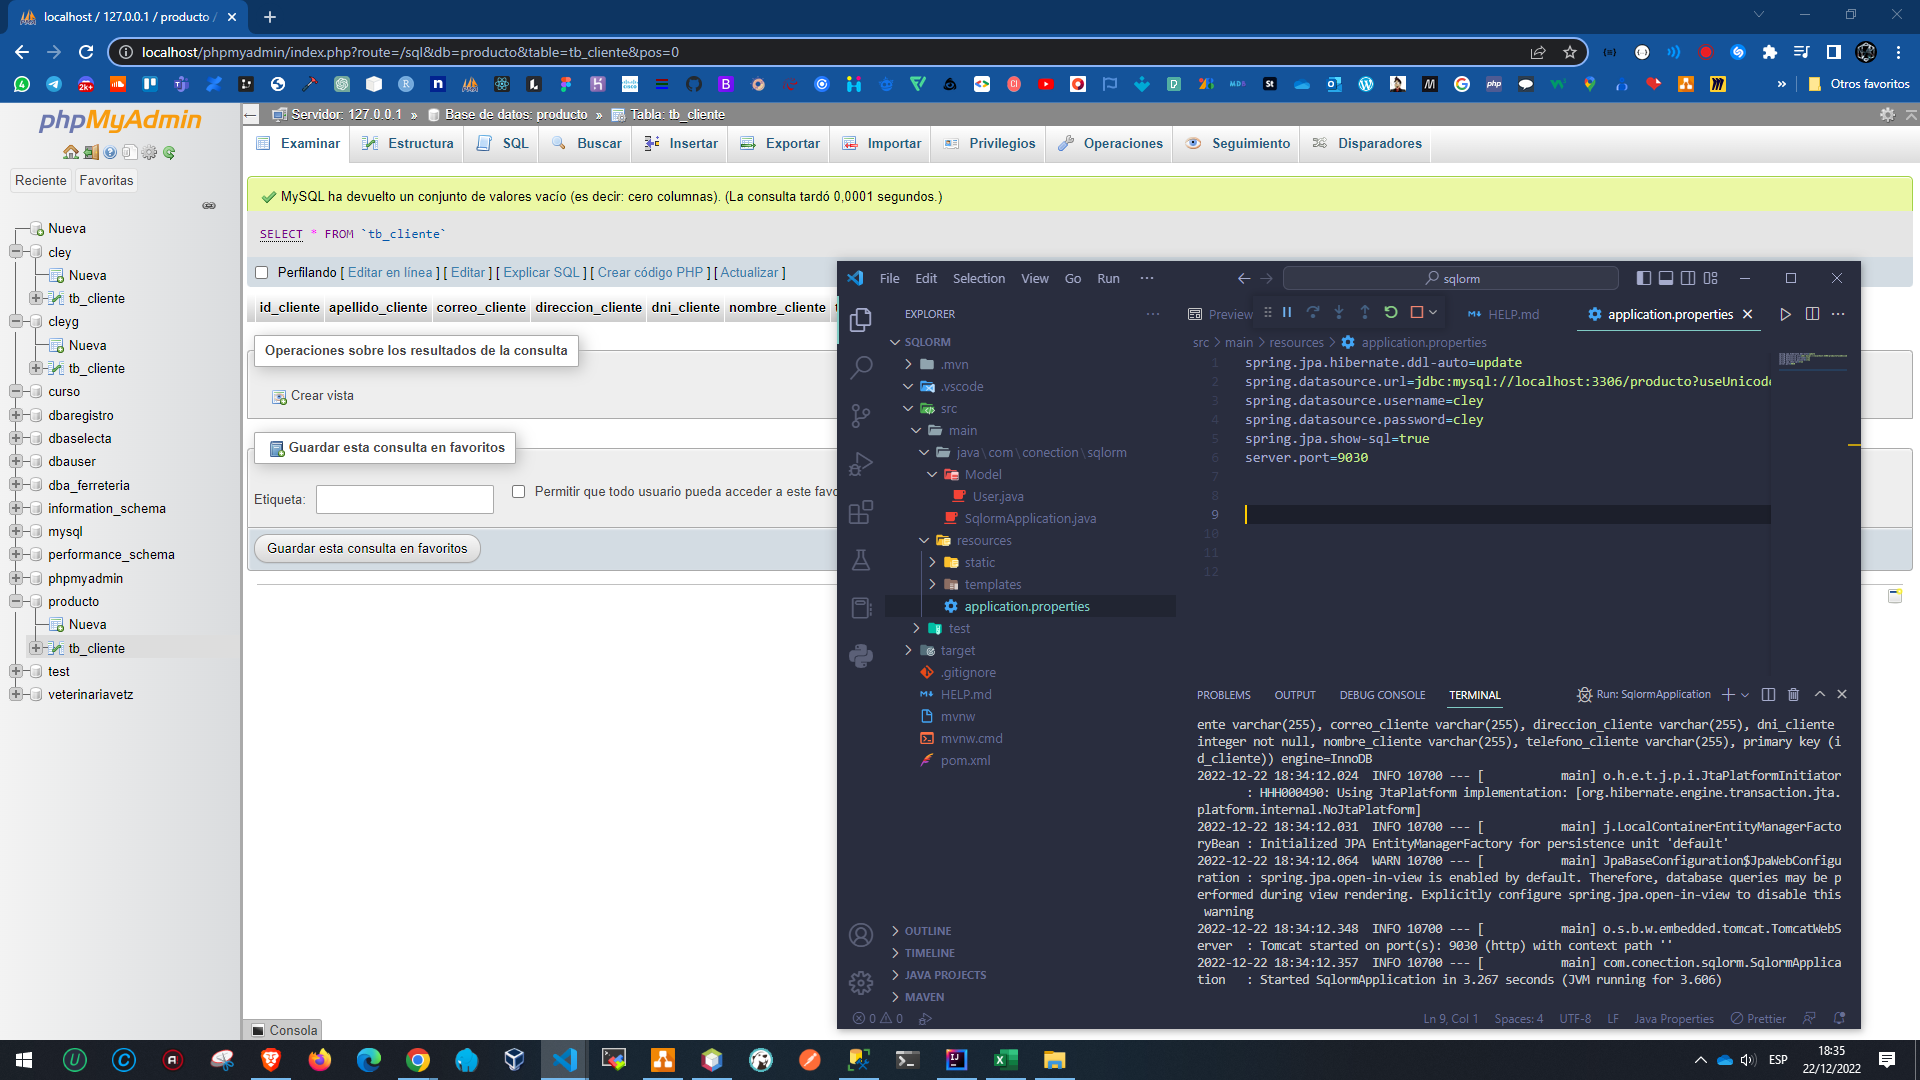 localhost / 127.0.0.1 / producto /
localhost/phpmyadmin/index.php?route=/sql&db=producto&table=tb_cliente&pos=0
Otros favoritos
phpMyAdmin
Reciente
Favoritas
Nueva
cley
Nueva
tb_cliente
cleyg
Nueva
tb_cliente
curso
dbaregistro
dbaselecta
dbauser
dba_ferreteria
information_schema
mysql
performance_schema
phpmyadmin
producto
Nueva
tb_cliente
test
veterinariavetz
Servidor: 127.0.0.1 » Base de datos: producto » Tabla: tb_cliente
Examinar
Estructura
SQL
Buscar
Insertar
Exportar
Importar
Privilegios
Operaciones
Seguimiento
Disparadores
MySQL ha devuelto un conjunto de valores vacío (es decir: cero columnas). (La consulta tardó 0,0001 segundos.)
SELECT * FROM `tb_cliente`
Perfilando [ Editar en línea ] [ Editar ] [ Explicar SQL ] [ Crear código PHP ] [ Actualizar ]
id_cliente apellido_cliente correo_cliente direccion_cliente dni_cliente nombre_cliente
Operaciones sobre los resultados de la consulta
Crear vista
Guardar esta consulta en favoritos
Etiqueta:
Permitir que todo usuario pueda acceder a este favo
Guardar esta consulta en favoritos
Consola
File Edit Selection View Go Run ···
sqlorm
EXPLORER
SQLORM
.mvn
.vscode
src
main
java\com\conection\sqlorm
Model
User.java
SqlormApplication.java
resources
static
templates
application.properties
test
target
.gitignore
HELP.md
mvnw
mvnw.cmd
pom.xml
OUTLINE
TIMELINE
JAVA PROJECTS
MAVEN
Preview
HELP.md
application.properties
src > main > resources > application.properties
1 spring.jpa.hibernate.ddl-auto=update
2 spring.datasource.url=jdbc:mysql://localhost:3306/producto?useUnicode
3 spring.datasource.username=cley
4 spring.datasource.password=cley
5 spring.jpa.show-sql=true
6 server.port=9030
7
8
9
10
11
12
PROBLEMS OUTPUT DEBUG CONSOLE TERMINAL
Run: SqlormApplication
ente varchar(255), correo_cliente varchar(255), direccion_cliente varchar(255), dni_cliente
integer not null, nombre_cliente varchar(255), telefono_cliente varchar(255), primary key (i
d_cliente)) engine=InnoDB
2022-12-22 18:34:12.024 INFO 10700 --- [ main] o.h.e.t.j.p.i.JtaPlatformInitiator
: HHH000490: Using JtaPlatform implementation: [org.hibernate.engine.transaction.jta.
platform.internal.NoJtaPlatform]
2022-12-22 18:34:12.031 INFO 10700 --- [ main] j.LocalContainerEntityManagerFacto
ryBean : Initialized JPA EntityManagerFactory for persistence unit 'default'
2022-12-22 18:34:12.064 WARN 10700 --- [ main] JpaBaseConfiguration$JpaWebConfigu
ration : spring.jpa.open-in-view is enabled by default. Therefore, database queries may be p
erformed during view rendering. Explicitly configure spring.jpa.open-in-view to disable this
warning
2022-12-22 18:34:12.348 INFO 10700 --- [ main] o.s.b.w.embedded.tomcat.TomcatWebS
erver : Tomcat started on port(s): 9030 (http) with context path ''
2022-12-22 18:34:12.357 INFO 10700 --- [ main] com.conection.sqlorm.SqlormApplica
tion : Started SqlormApplication in 3.267 seconds (JVM running for 3.606)
0 0
Ln 9, Col 1
Spaces: 4
UTF-8
LF
Java Properties
Prettier
ESP
18:35
22/12/2022